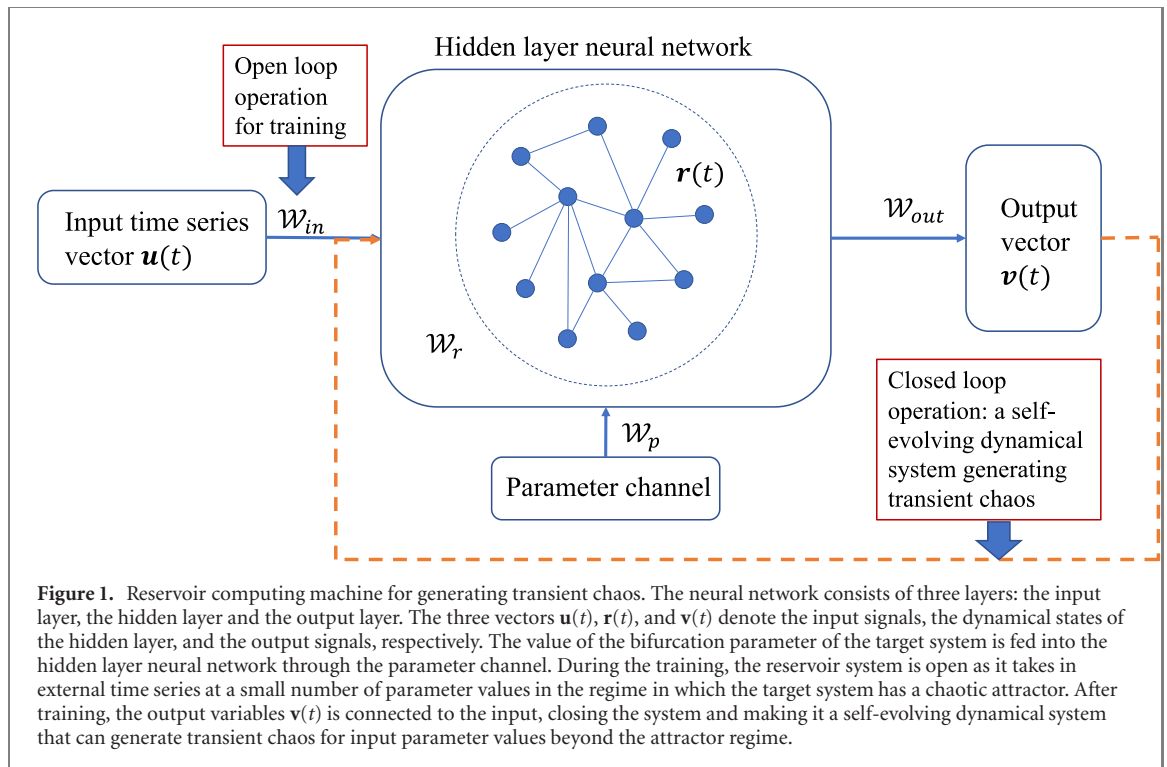 Hidden layer neural network
Open loop
operation
for training
Input time series
vector u(t)
𝒲in
r(t)
𝒲r
𝒲out
Output
vector
v(t)
𝒲p
Parameter channel
Closed loop
operation: a self-
evolving dynamical
system generating
transient chaos
Figure 1. Reservoir computing machine for generating transient chaos. The neural network consists of three layers: the input
layer, the hidden layer and the output layer. The three vectors u(t), r(t), and v(t) denote the input signals, the dynamical states of
the hidden layer, and the output signals, respectively. The value of the bifurcation parameter of the target system is fed into the
hidden layer neural network through the parameter channel. During the training, the reservoir system is open as it takes in
external time series at a small number of parameter values in the regime in which the target system has a chaotic attractor. After
training, the output variables v(t) is connected to the input, closing the system and making it a self-evolving dynamical system
that can generate transient chaos for input parameter values beyond the attractor regime.